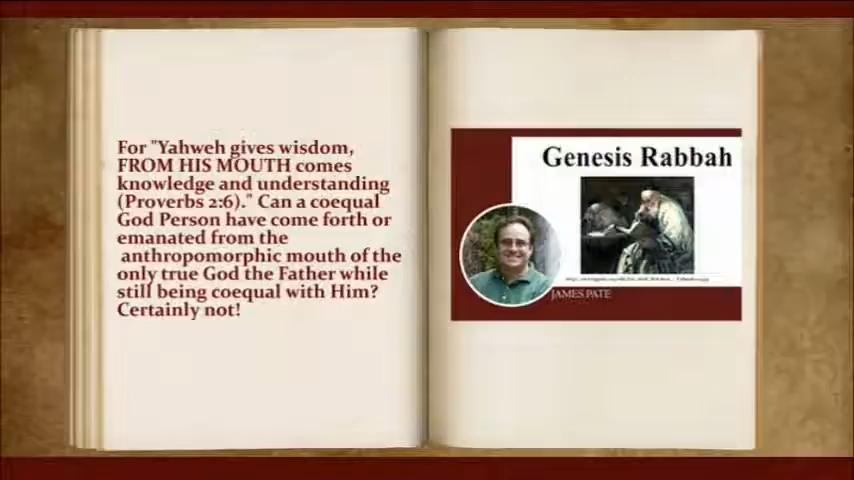 For "Yahweh gives wisdom,
FROM HIS MOUTH comes
knowledge and understanding
(Proverbs 2:6)." Can a coequal
God Person have come forth or
emanated from the
anthropomorphic mouth of the
only true God the Father while
still being coequal with Him?
Certainly not!
Genesis Rabbah
JAMES PATE